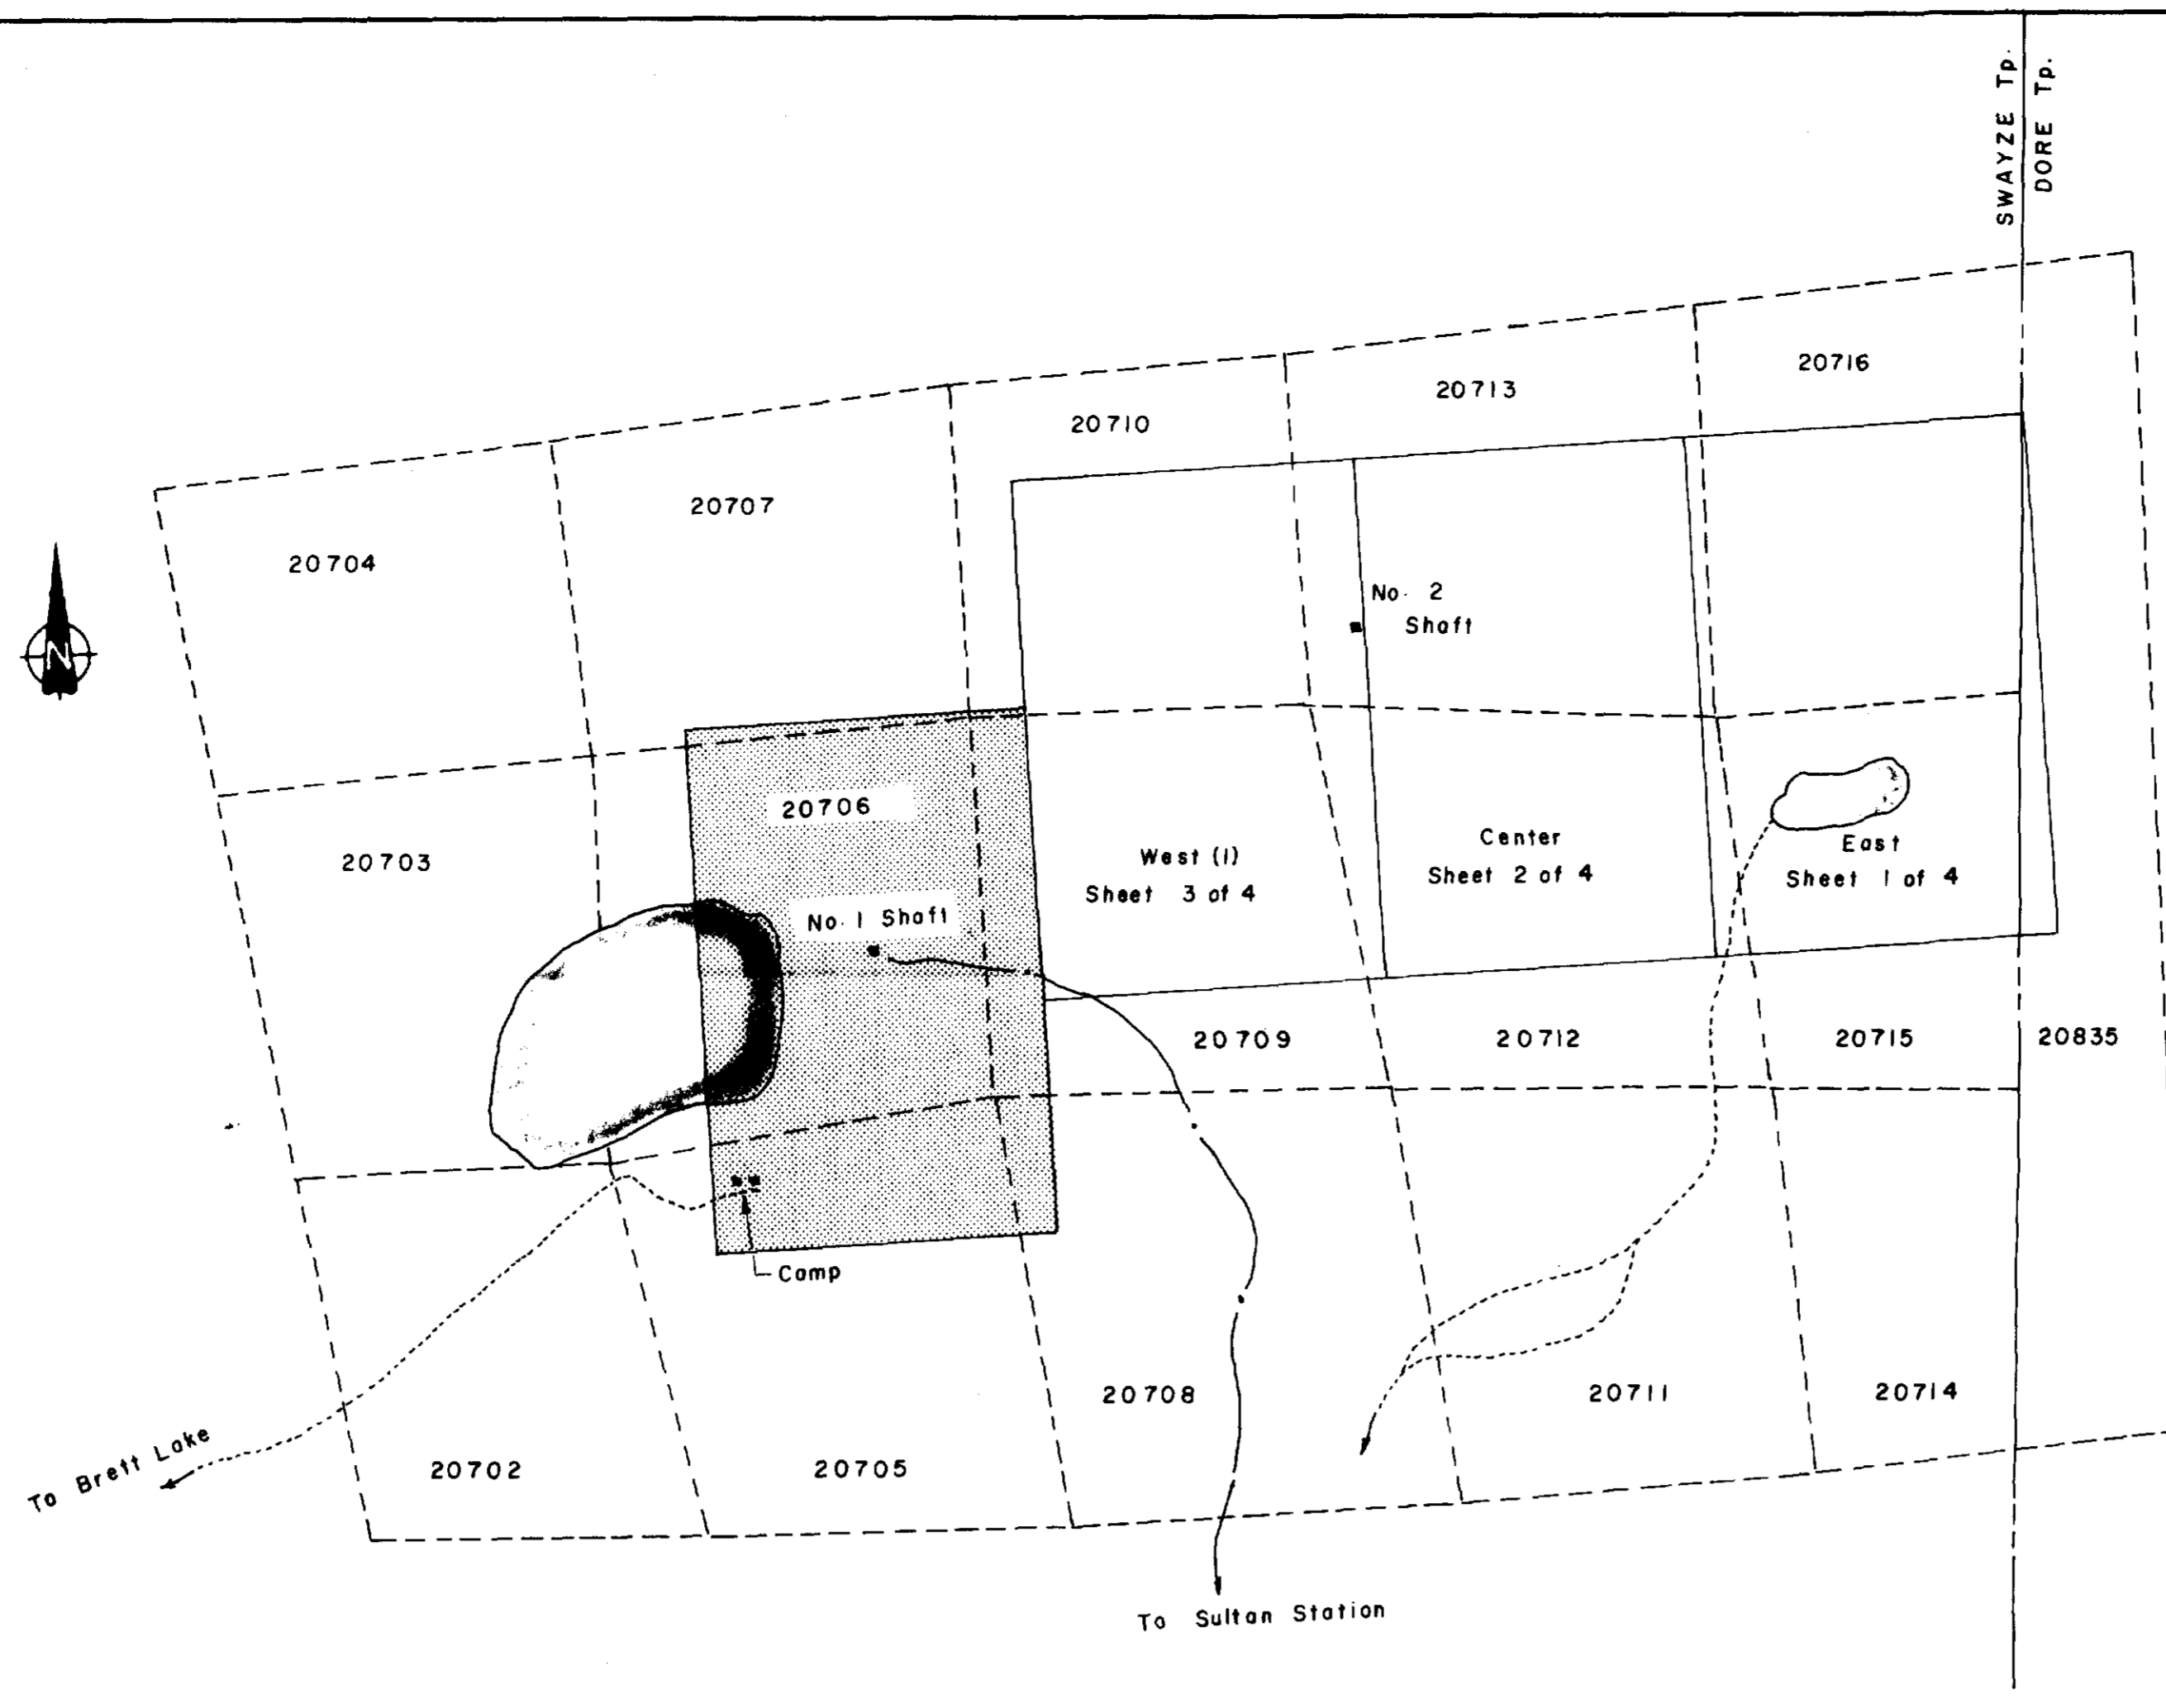 SWAYZE Tp.
DORE Tp.
20716
20713
20710
20707
20704
N
No. 2
Shaft
20706
20703
West (1)
Sheet 3 of 4
Center
Sheet 2 of 4
East
Sheet 1 of 4
No. 1 Shaft
20709
20712
20715
20835
Camp
20708
20711
20714
To Brett Lake
20702
20705
To Sultan Station